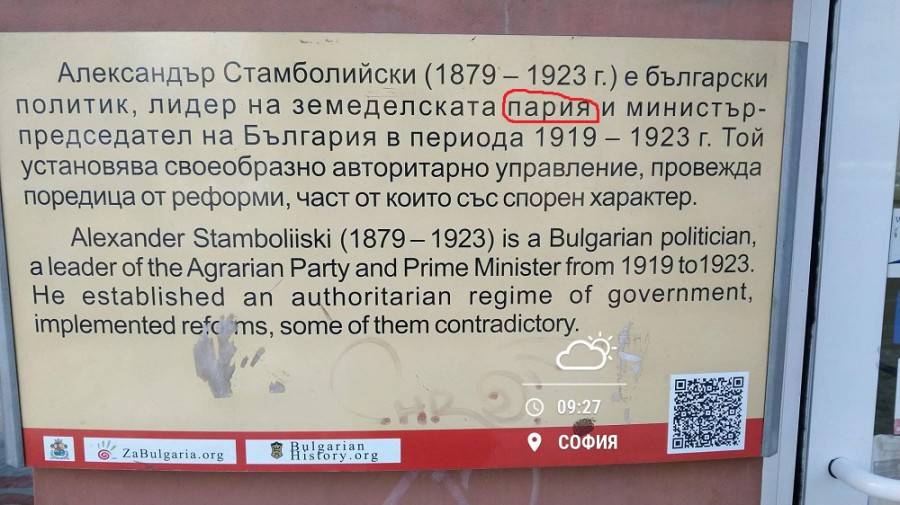 Александър Стамболийски (1879 – 1923 г.) е български
политик, лидер на земеделската пария и министър-
председател на България в периода 1919 – 1923 г. Той
установява своеобразно авторитарно управление, провежда
поредица от реформи, част от които със спорен характер.
Alexander Stamboliiski (1879 – 1923) is a Bulgarian politician,
a leader of the Agrarian Party and Prime Minister from 1919 to1923.
He established an authoritarian regime of government,
implemented reforms, some of them contradictory.
09:27
СОФИЯ
ZaBulgaria.org
Bulgarian
History.org